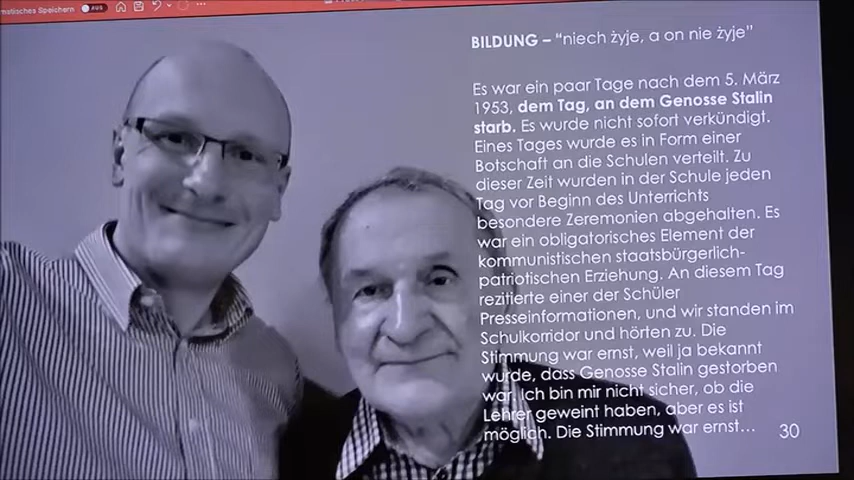 matisches Speichern AUS
BILDUNG – “niech żyje, a on nie żyje”
Es war ein paar Tage nach dem 5. März
1953, dem Tag, an dem Genosse Stalin
starb. Es wurde nicht sofort verkündigt.
Eines Tages wurde es in Form einer
Botschaft an die Schulen verteilt. Zu
dieser Zeit wurden in der Schule jeden
Tag vor Beginn des Unterrichts
besondere Zeremonien abgehalten. Es
war ein obligatorisches Element der
kommunistischen staatsbürgerlich-
patriotischen Erziehung. An diesem Tag
rezitierte einer der Schüler
Presseinformationen, und wir standen im
Schulkorridor und hörten zu. Die
Stimmung war ernst, weil ja bekannt
wurde, dass Genosse Stalin gestorben
war. Ich bin mir nicht sicher, ob die
Lehrer geweint haben, aber es ist
möglich. Die Stimmung war ernst...
30